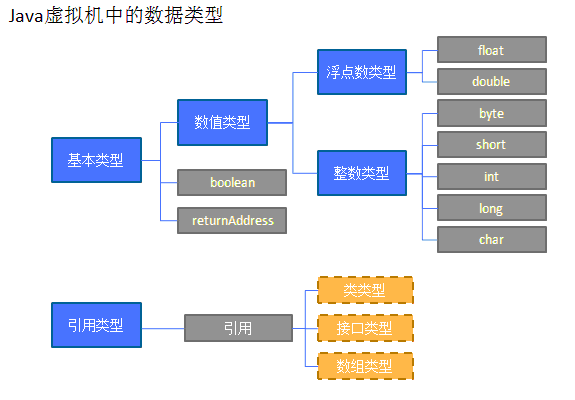 Java虚拟机中的数据类型
基本类型
数值类型
boolean
returnAddress
浮点数类型
整数类型
float
double
byte
short
int
long
char
引用类型
引用
类类型
接口类型
数组类型